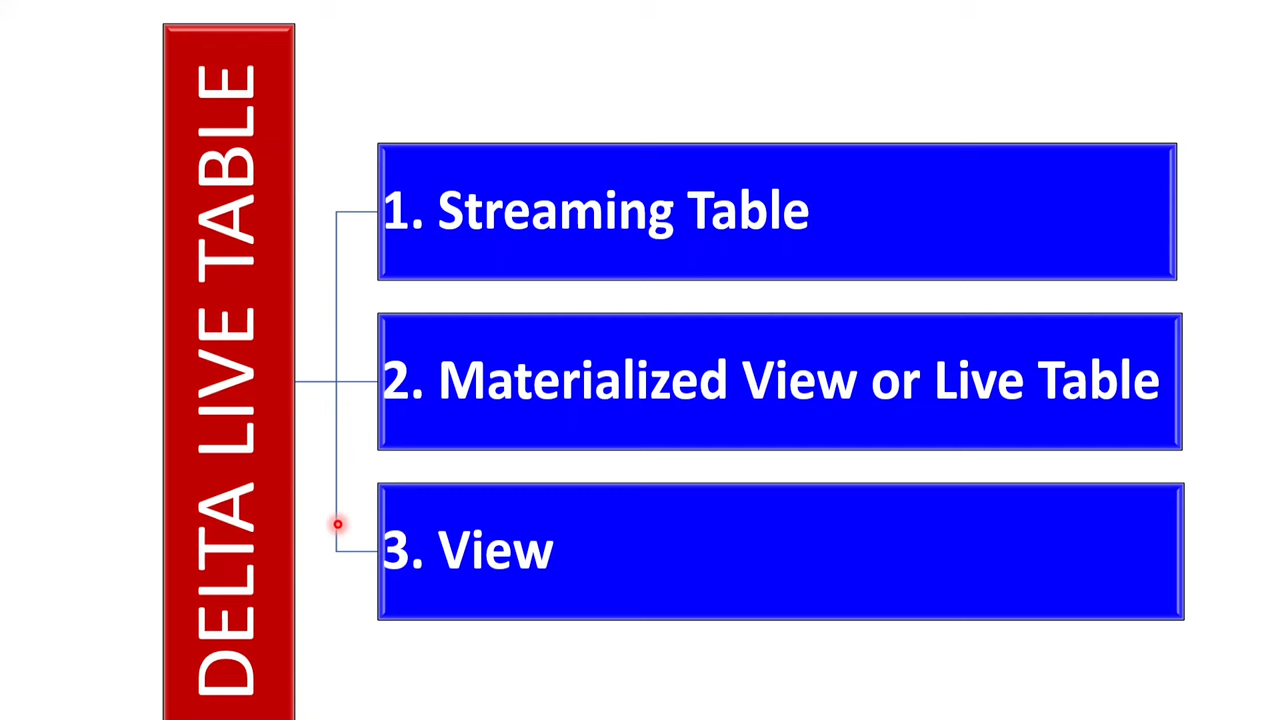 DELTA LIVE TABLE
1. Streaming Table
2. Materialized View or Live Table
3. View